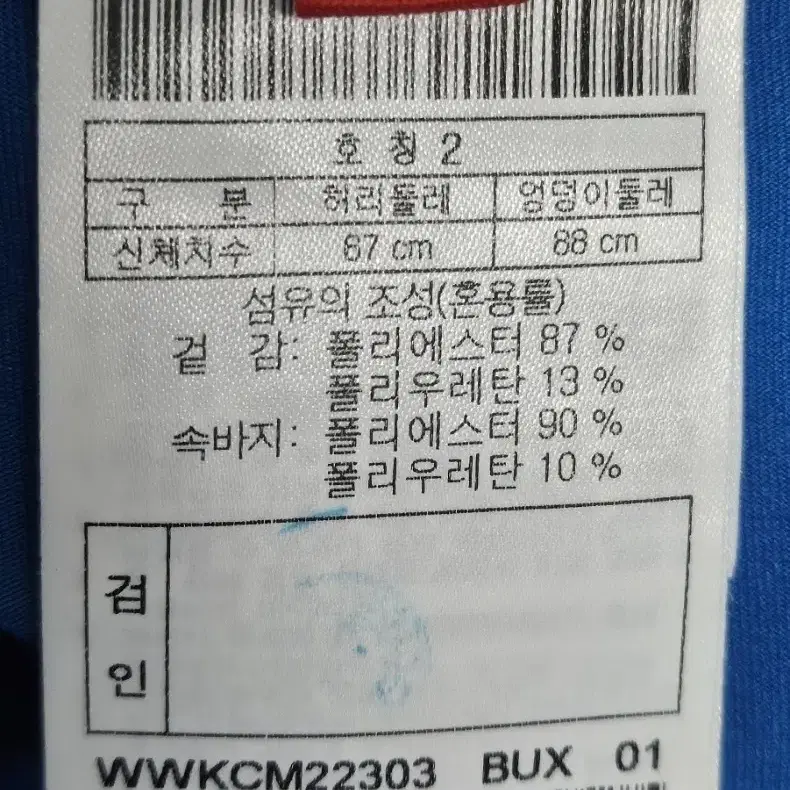 호 칭 2
구 분 허리둘레 엉덩이둘레
신체치수 67 cm 88 cm
섬유의 조성(혼용률)
겉 감: 폴리에스터 87 %
폴리우레탄 13 %
속바지: 폴리에스터 90 %
폴리우레탄 10 %
검
인
WWKCM22303 BUX 01